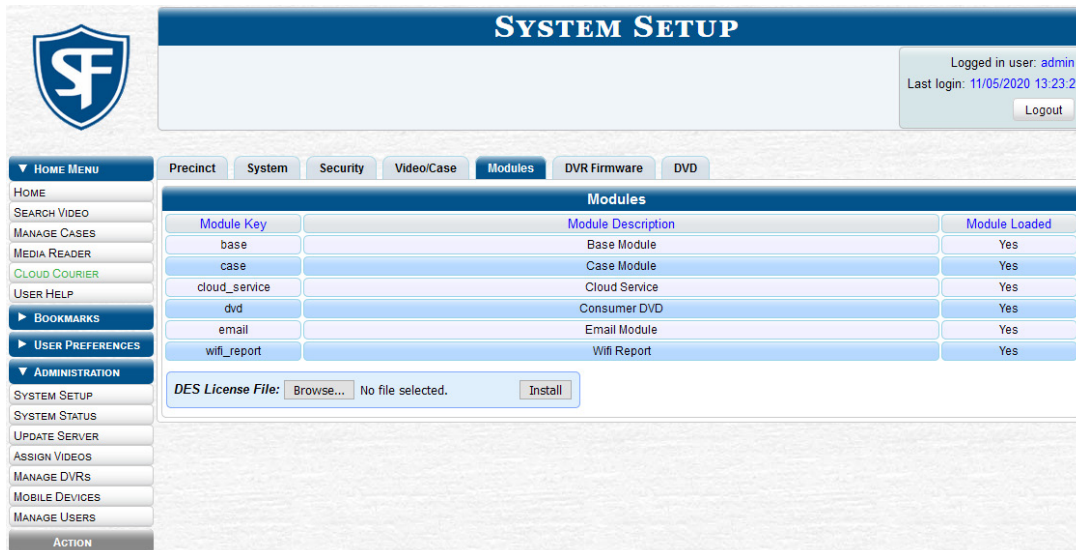 SYSTEM SETUP
Logged in user: admin
Last login: 11/05/2020 13:23:2
Logout
SF
▼ HOME MENU
HOME
SEARCH VIDEO
MANAGE CASES
MEDIA READER
CLOUD COURIER
USER HELP
► BOOKMARKS
► USER PREFERENCES
▼ ADMINISTRATION
SYSTEM SETUP
SYSTEM STATUS
UPDATE SERVER
ASSIGN VIDEOS
MANAGE DVRS
MOBILE DEVICES
MANAGE USERS
ACTION
Precinct System Security Video/Case Modules DVR Firmware DVD
Modules
Module Key Module Description Module Loaded
base Base Module Yes
case Case Module Yes
cloud_service Cloud Service Yes
dvd Consumer DVD Yes
email Email Module Yes
wifi_report Wifi Report Yes
DES License File: Browse... No file selected. Install